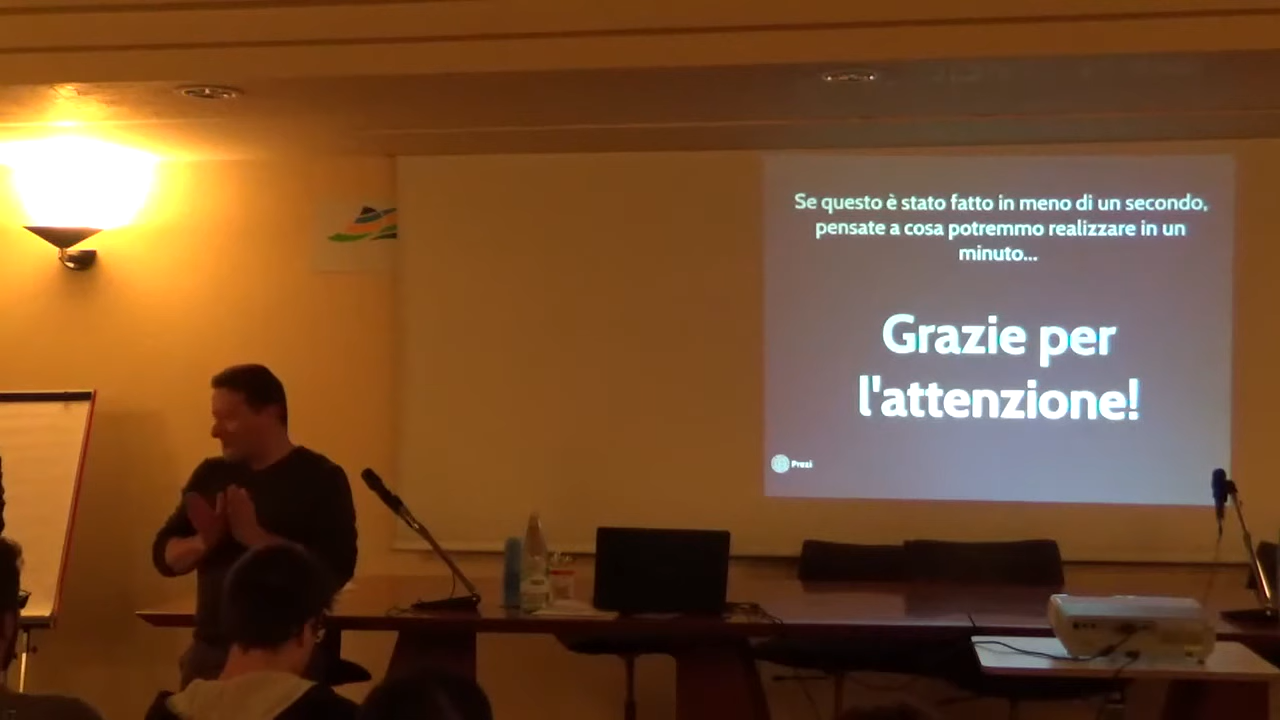 Se questo è stato fatto in meno di un secondo,
pensate a cosa potremmo realizzare in un
minuto...
Grazie per
l'attenzione!
Prezi